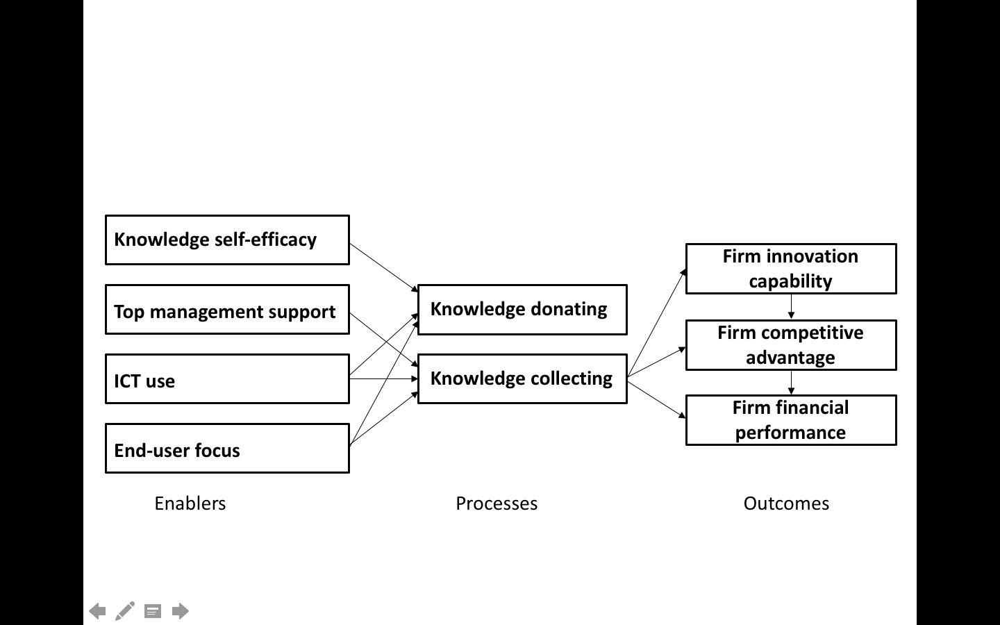 Knowledge self-efficacy
Top management support
ICT use
End-user focus
Enablers
Knowledge donating
Knowledge collecting
Processes
Firm innovation
capability
Firm competitive
advantage
Firm financial
performance
Outcomes